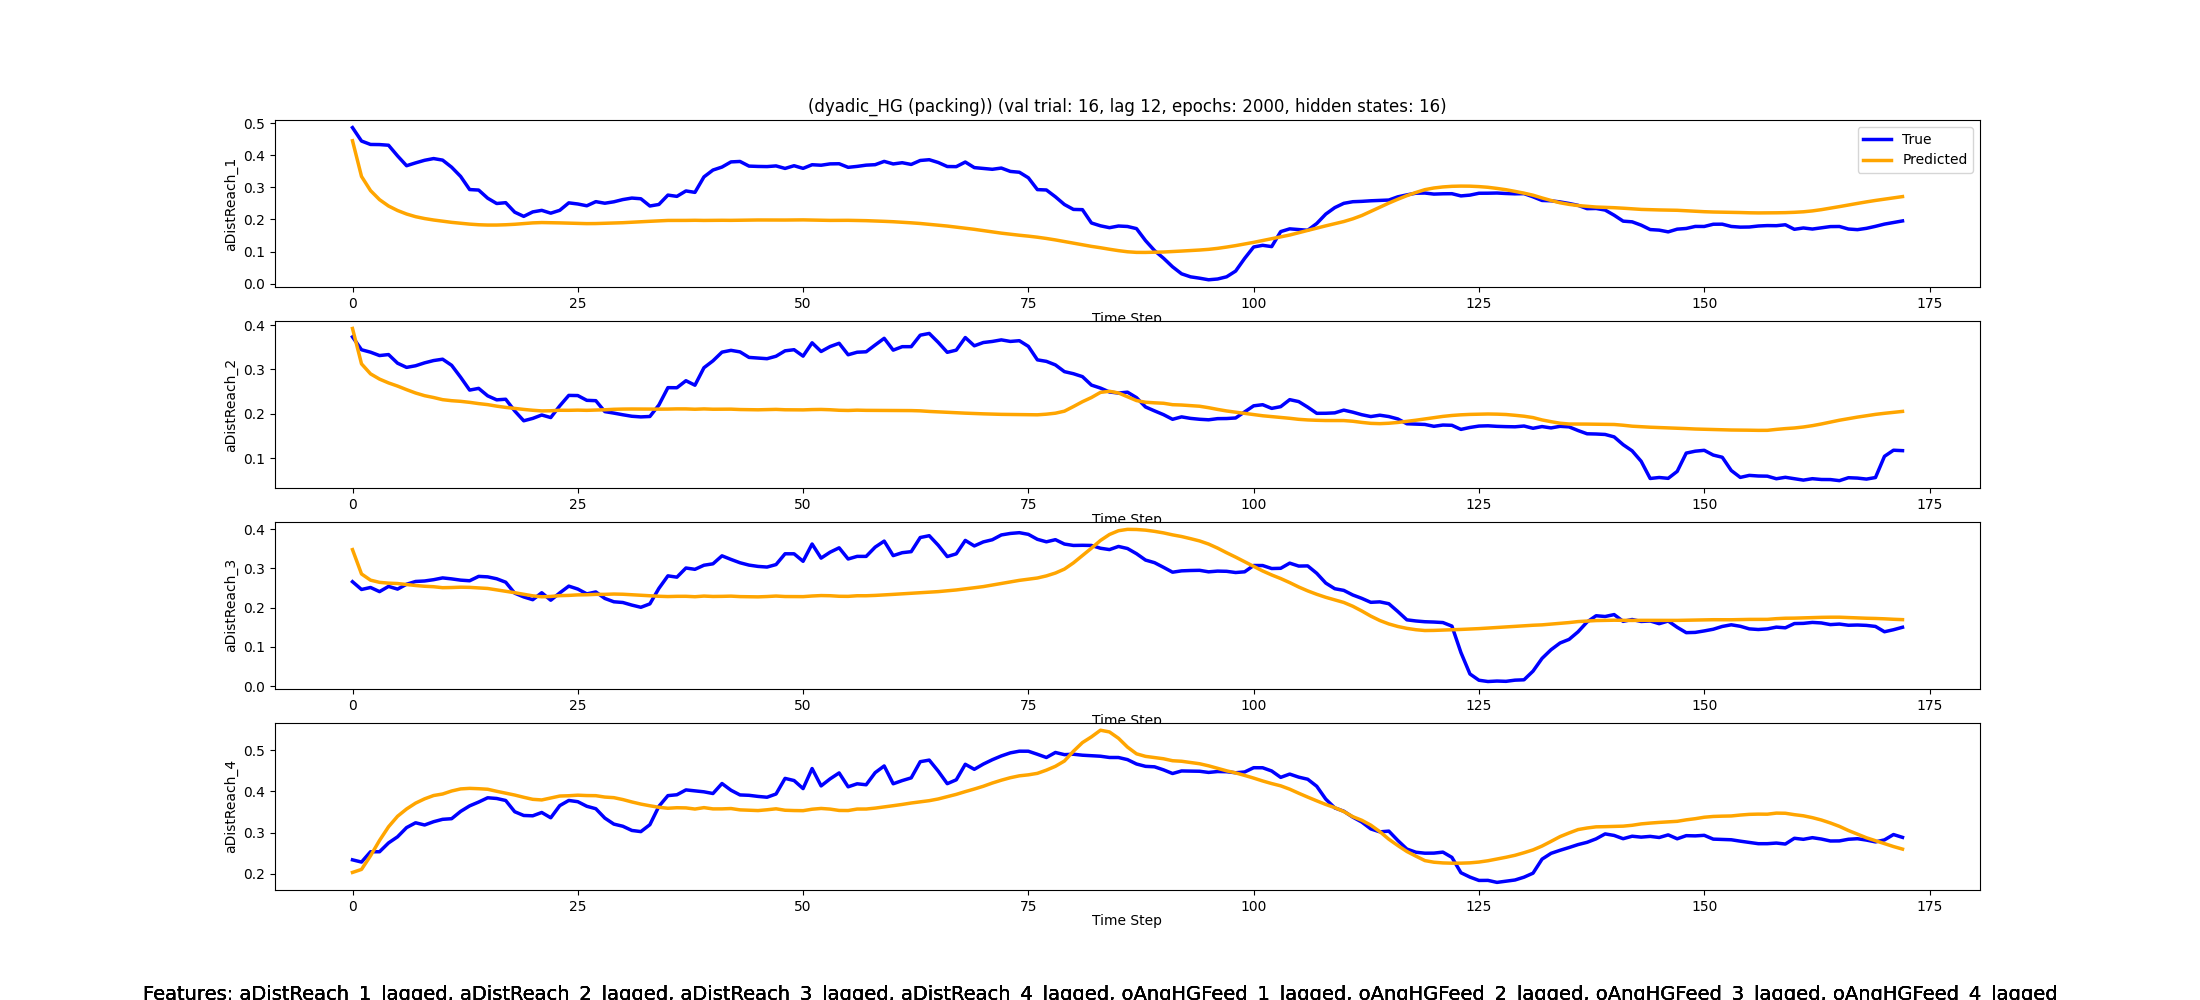 (dyadic_HG (packing)) (val trial: 16, lag 12, epochs: 2000, hidden states: 16)
True
Predicted
aDistReach_1
0.5
0.4
0.3
0.2
0.1
0.0
0 25 50 75 100 125 150 175
Time Step
aDistReach_2
0.4
0.3
0.2
0.1
0 25 50 75 100 125 150 175
Time Step
aDistReach_3
0.4
0.3
0.2
0.1
0.0
0 25 50 75 100 125 150 175
Time Step
aDistReach_4
0.5
0.4
0.3
0.2
0 25 50 75 100 125 150 175
Time Step
Features: aDistReach_1_lagged, aDistReach_2_lagged, aDistReach_3_lagged, aDistReach_4_lagged, oAngHGFeed_1_lagged, oAngHGFeed_2_lagged, oAngHGFeed_3_lagged, oAngHGFeed_4_lagged